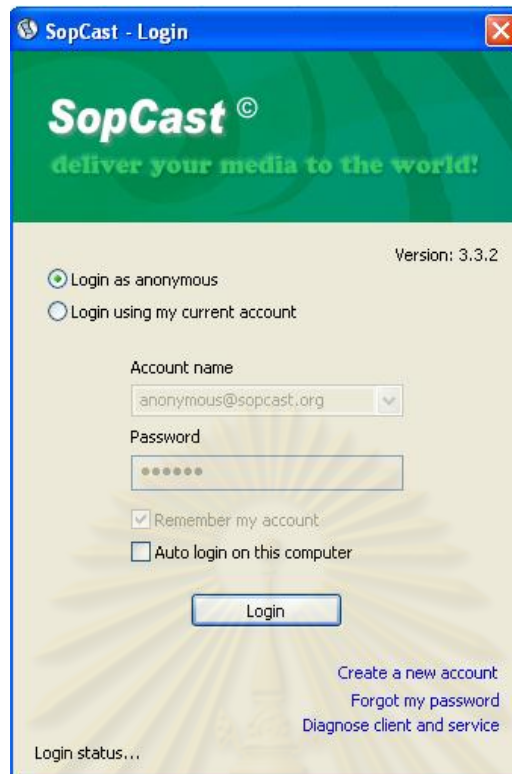 SopCast - Login
SopCast ©
deliver your media to the world!
Version: 3.3.2
Login as anonymous
Login using my current account
Account name
anonymous@sopcast.org
Password
Remember my account
Auto login on this computer
Login
Create a new account
Forgot my password
Diagnose client and service
Login status...